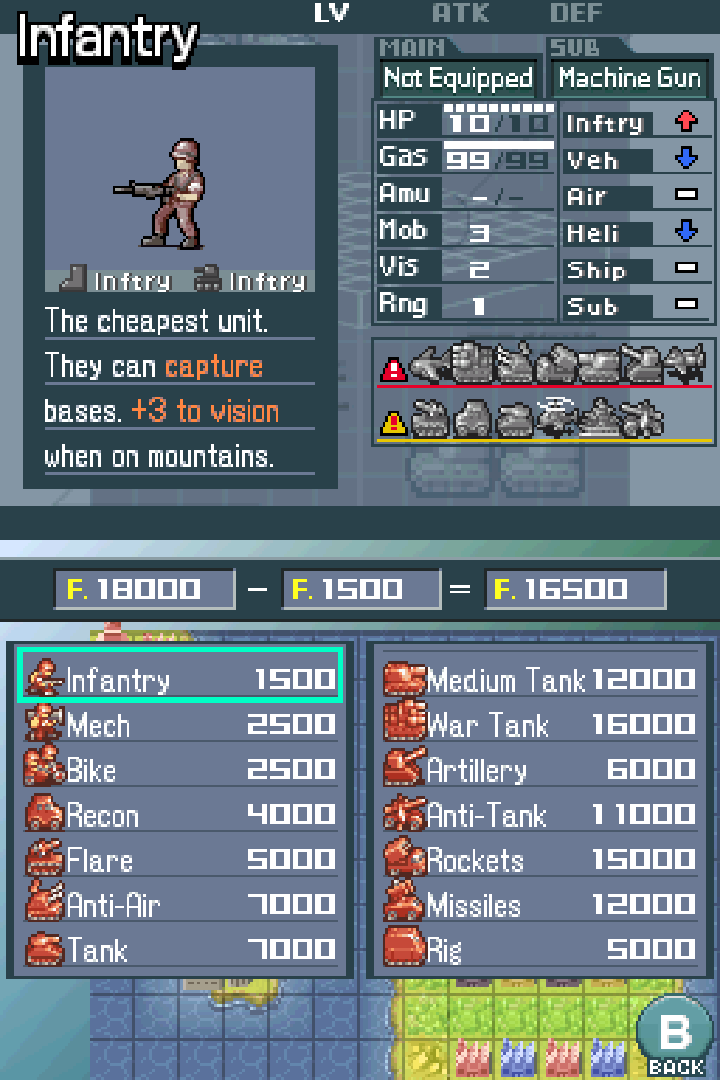 LV ATK DEF
Infantry
MAIN SUB
Not Equipped Machine Gun
HP 10/10 Inftry
Gas 99/99 Veh
Amu -/- Air
Mob 3 Heli
Vis 2 Ship
Rng 1 Sub
Inftry Inftry
The cheapest unit.
They can capture
bases. +3 to vision
when on mountains.
F. 18000 - F. 1500 = F. 16500
Infantry 1500
Mech 2500
Bike 2500
Recon 4000
Flare 5000
Anti-Air 7000
Tank 7000
Medium Tank 12000
War Tank 16000
Artillery 6000
Anti-Tank 11000
Rockets 15000
Missiles 12000
Rig 5000
B
BACK